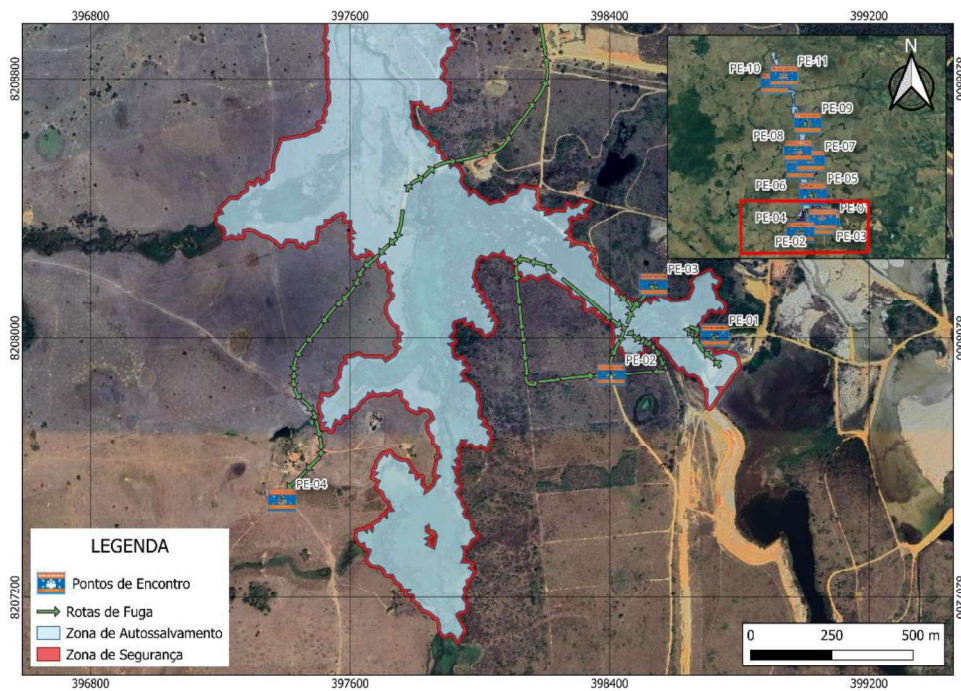 396800 397600 398400 399200
8208800 8208800
N
PE-10 PE-11
PE-09
PE-08 PE-07
PE-06 PE-05
PE-04 PE-01
PE-02 PE-03
PE-03
8208000 8208000
PE-01
PE-02
PE-04
LEGENDA
Pontos de Encontro
Rotas de Fuga
Zona de Autossalvamento
Zona de Segurança
8207200 8207200
0 250 500 m
396800 397600 398400 399200